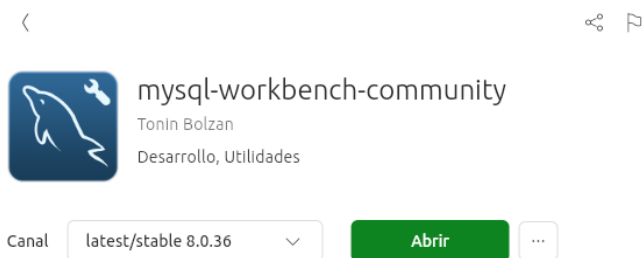 mysql-workbench-community
Tonin Bolzan
Desarrollo, Utilidades
Canal
latest/stable 8.0.36
Abrir
...